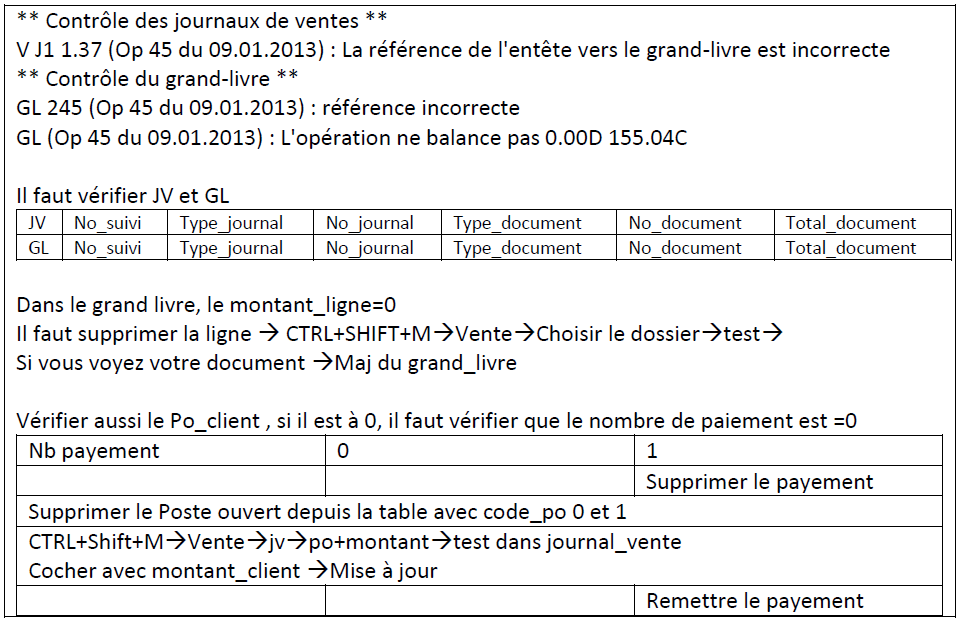 ** Contrôle des journaux de ventes **
V J1 1.37 (Op 45 du 09.01.2013) : La référence de l'entête vers le grand-livre est incorrecte
** Contrôle du grand-livre **
GL 245 (Op 45 du 09.01.2013) : référence incorrecte
GL (Op 45 du 09.01.2013) : L'opération ne balance pas 0.00D 155.04C
Il faut vérifier JV et GL
JV No_suivi Type_journal No_journal Type_document No_document Total_document
GL No_suivi Type_journal No_journal Type_document No_document Total_document
Dans le grand livre, le montant_ligne=0
Il faut supprimer la ligne → CTRL+SHIFT+M→Vente→Choisir le dossier→test→
Si vous voyez votre document →Maj du grand_livre
Vérifier aussi le Po_client , si il est à 0, il faut vérifier que le nombre de paiement est =0
Nb payement 0 1
Supprimer le payement
Supprimer le Poste ouvert depuis la table avec code_po 0 et 1
CTRL+Shift+M→Vente→jv→po+montant→test dans journal_vente
Cocher avec montant_client →Mise à jour
Remettre le payement